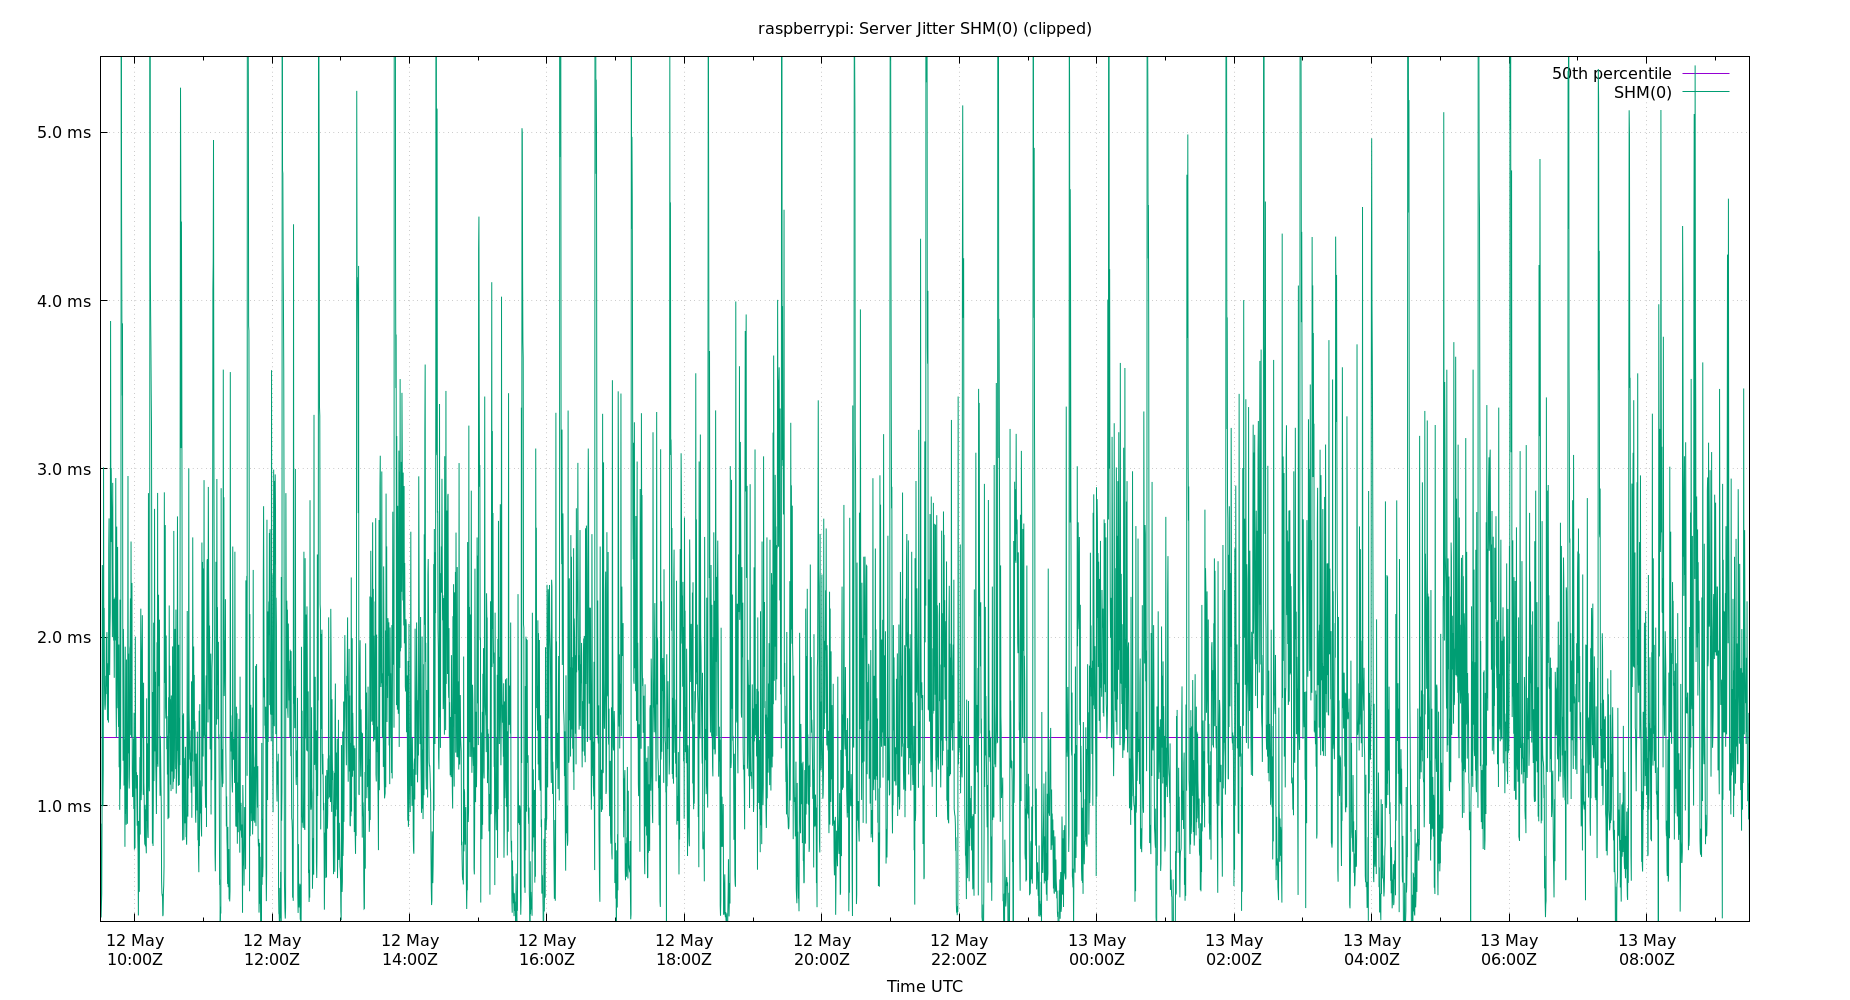 raspberrypi: Server Jitter SHM(0) (clipped)
50th percentile
SHM(0)
5.0 ms
4.0 ms
3.0 ms
2.0 ms
1.0 ms
12 May 12 May 12 May 12 May 12 May 12 May 12 May 13 May 13 May 13 May 13 May 13 May
10:00Z 12:00Z 14:00Z 16:00Z 18:00Z 20:00Z 22:00Z 00:00Z 02:00Z 04:00Z 06:00Z 08:00Z
Time UTC